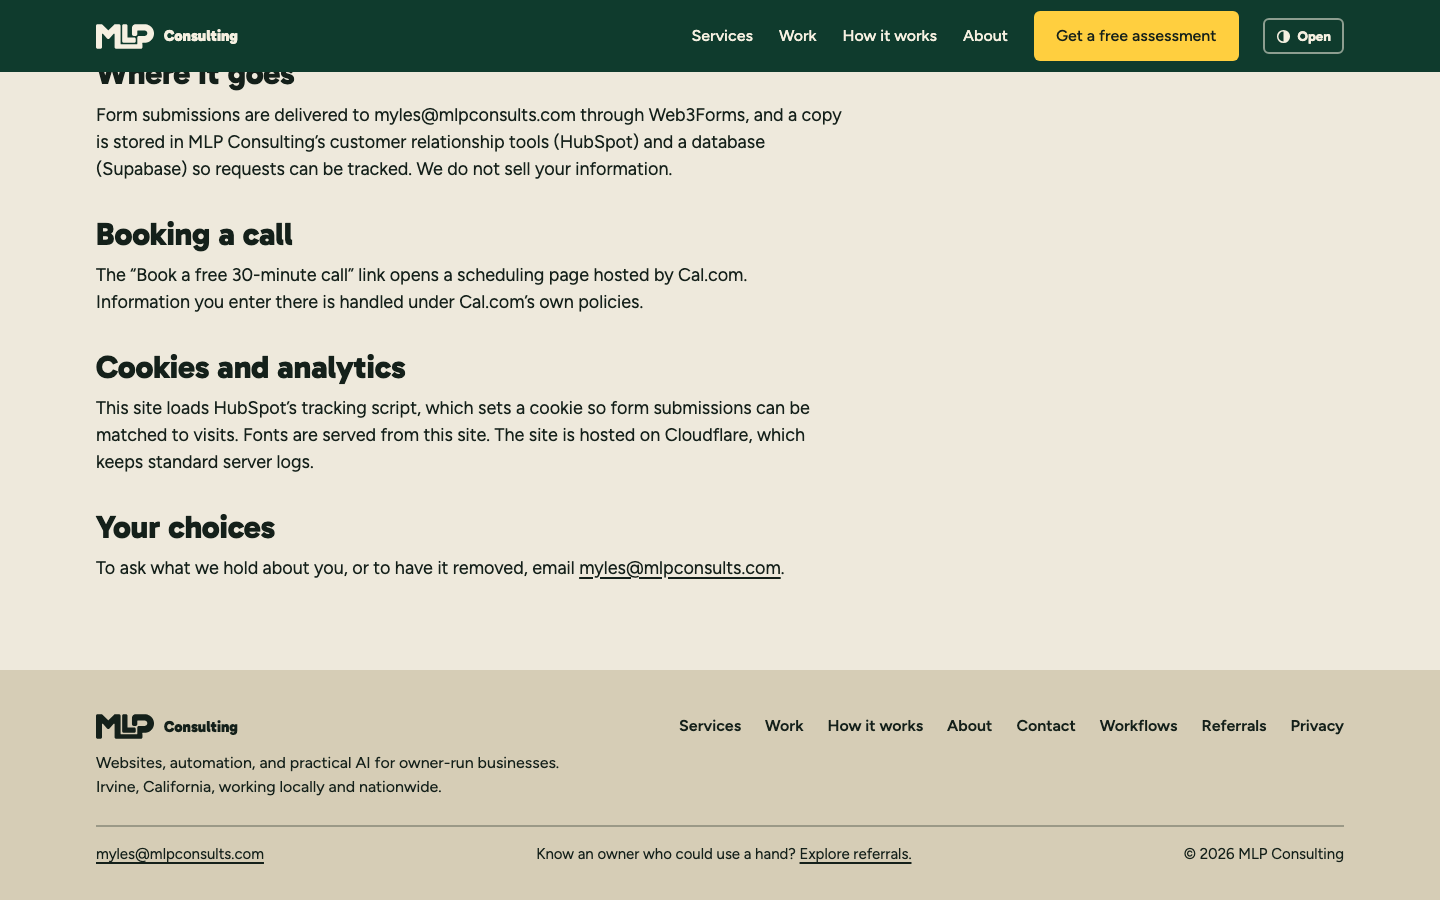 MLP Consulting
Services
Work
How it works
About
Get a free assessment
Open
Where it goes
Form submissions are delivered to myles@mlpconsults.com through Web3Forms, and a copy
is stored in MLP Consulting’s customer relationship tools (HubSpot) and a database
(Supabase) so requests can be tracked. We do not sell your information.
Booking a call
The “Book a free 30-minute call” link opens a scheduling page hosted by Cal.com.
Information you enter there is handled under Cal.com’s own policies.
Cookies and analytics
This site loads HubSpot’s tracking script, which sets a cookie so form submissions can be
matched to visits. Fonts are served from this site. The site is hosted on Cloudflare, which
keeps standard server logs.
Your choices
To ask what we hold about you, or to have it removed, email myles@mlpconsults.com.
MLP Consulting
Services
Work
How it works
About
Contact
Workflows
Referrals
Privacy
Websites, automation, and practical AI for owner-run businesses.
Irvine, California, working locally and nationwide.
myles@mlpconsults.com
Know an owner who could use a hand? Explore referrals.
© 2026 MLP Consulting